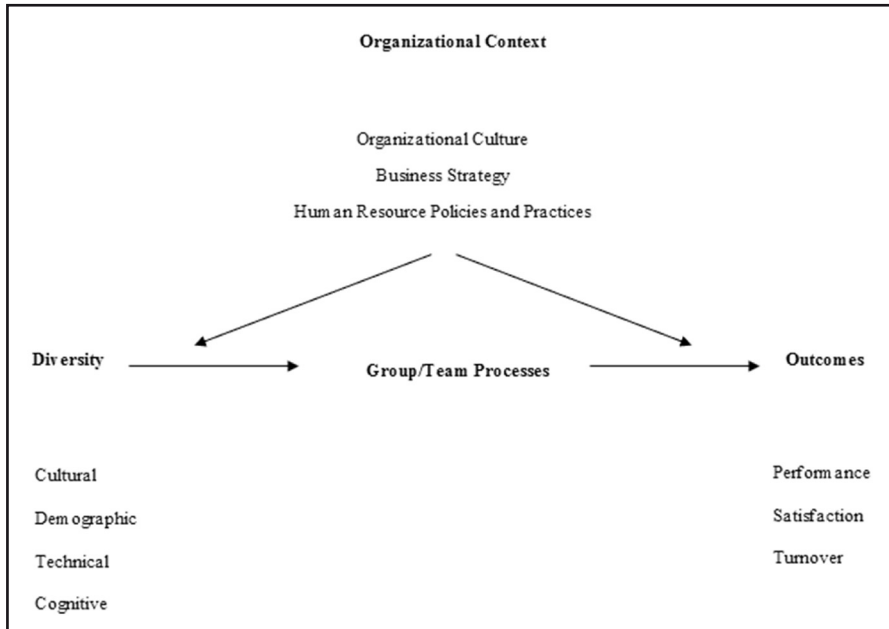 Organizational Context
Organizational Culture
Business Strategy
Human Resource Policies and Practices
Diversity
Group/Team Processes
Outcomes
Cultural
Demographic
Technical
Cognitive
Performance
Satisfaction
Turnover